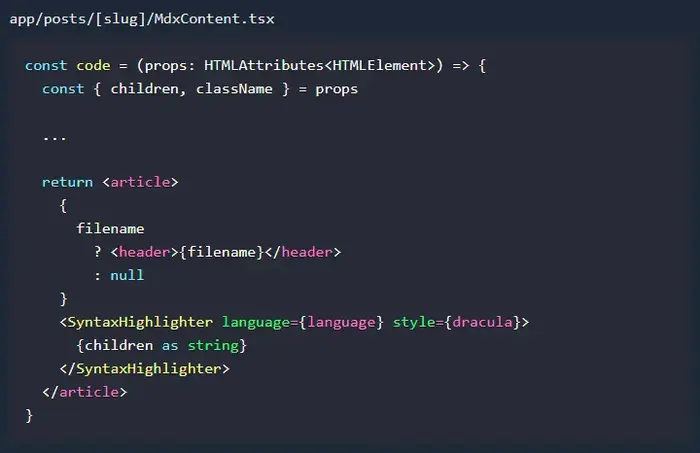 app/posts/[slug]/MdxContent.tsx
const code = (props: HTMLAttributes<HTMLElement>) => {
  const { children, className } = props
  ...
  return <article>
    {
      filename
        ? <header>{filename}</header>
        : null
    }
    <SyntaxHighlighter language={language} style={dracula}>
      {children as string}
    </SyntaxHighlighter>
  </article>
}